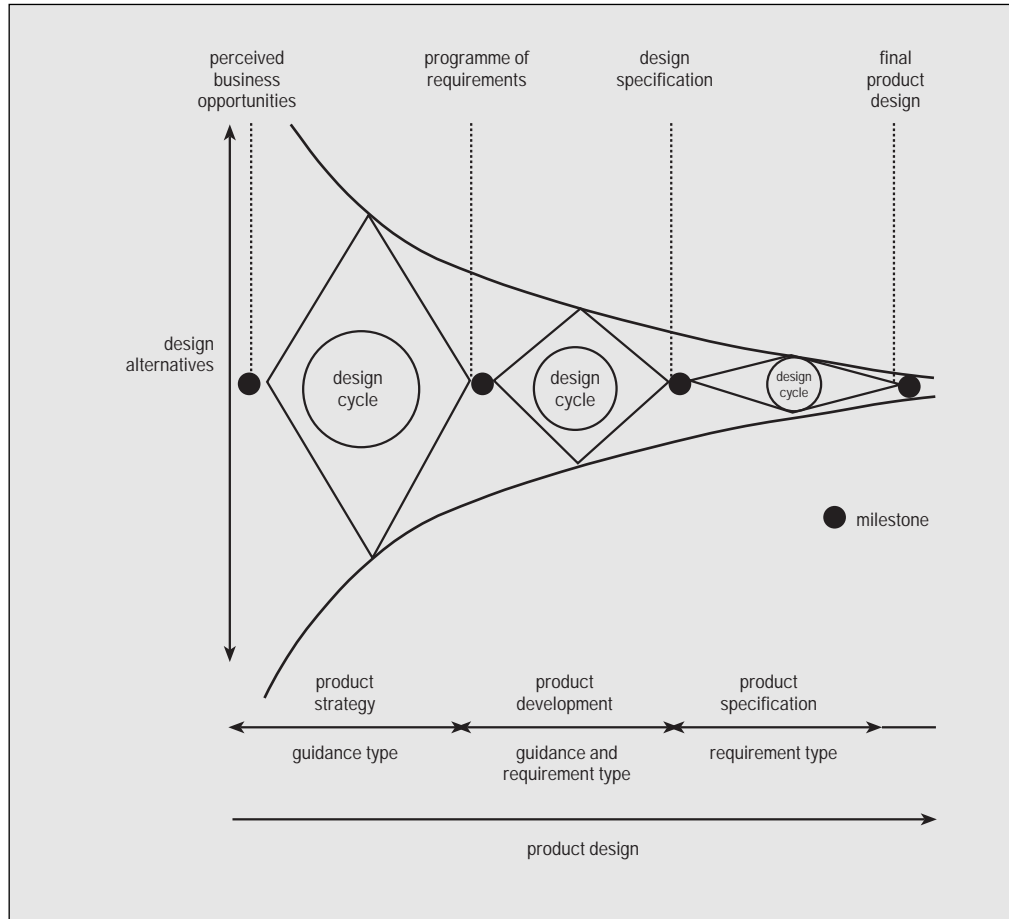 perceived
business
opportunities
programme of
requirements
design
specification
final
product
design
design
alternatives
design
cycle
design
cycle
design
cycle
milestone
product
strategy
product
development
product
specification
guidance type
guidance and
requirement type
requirement type
product design